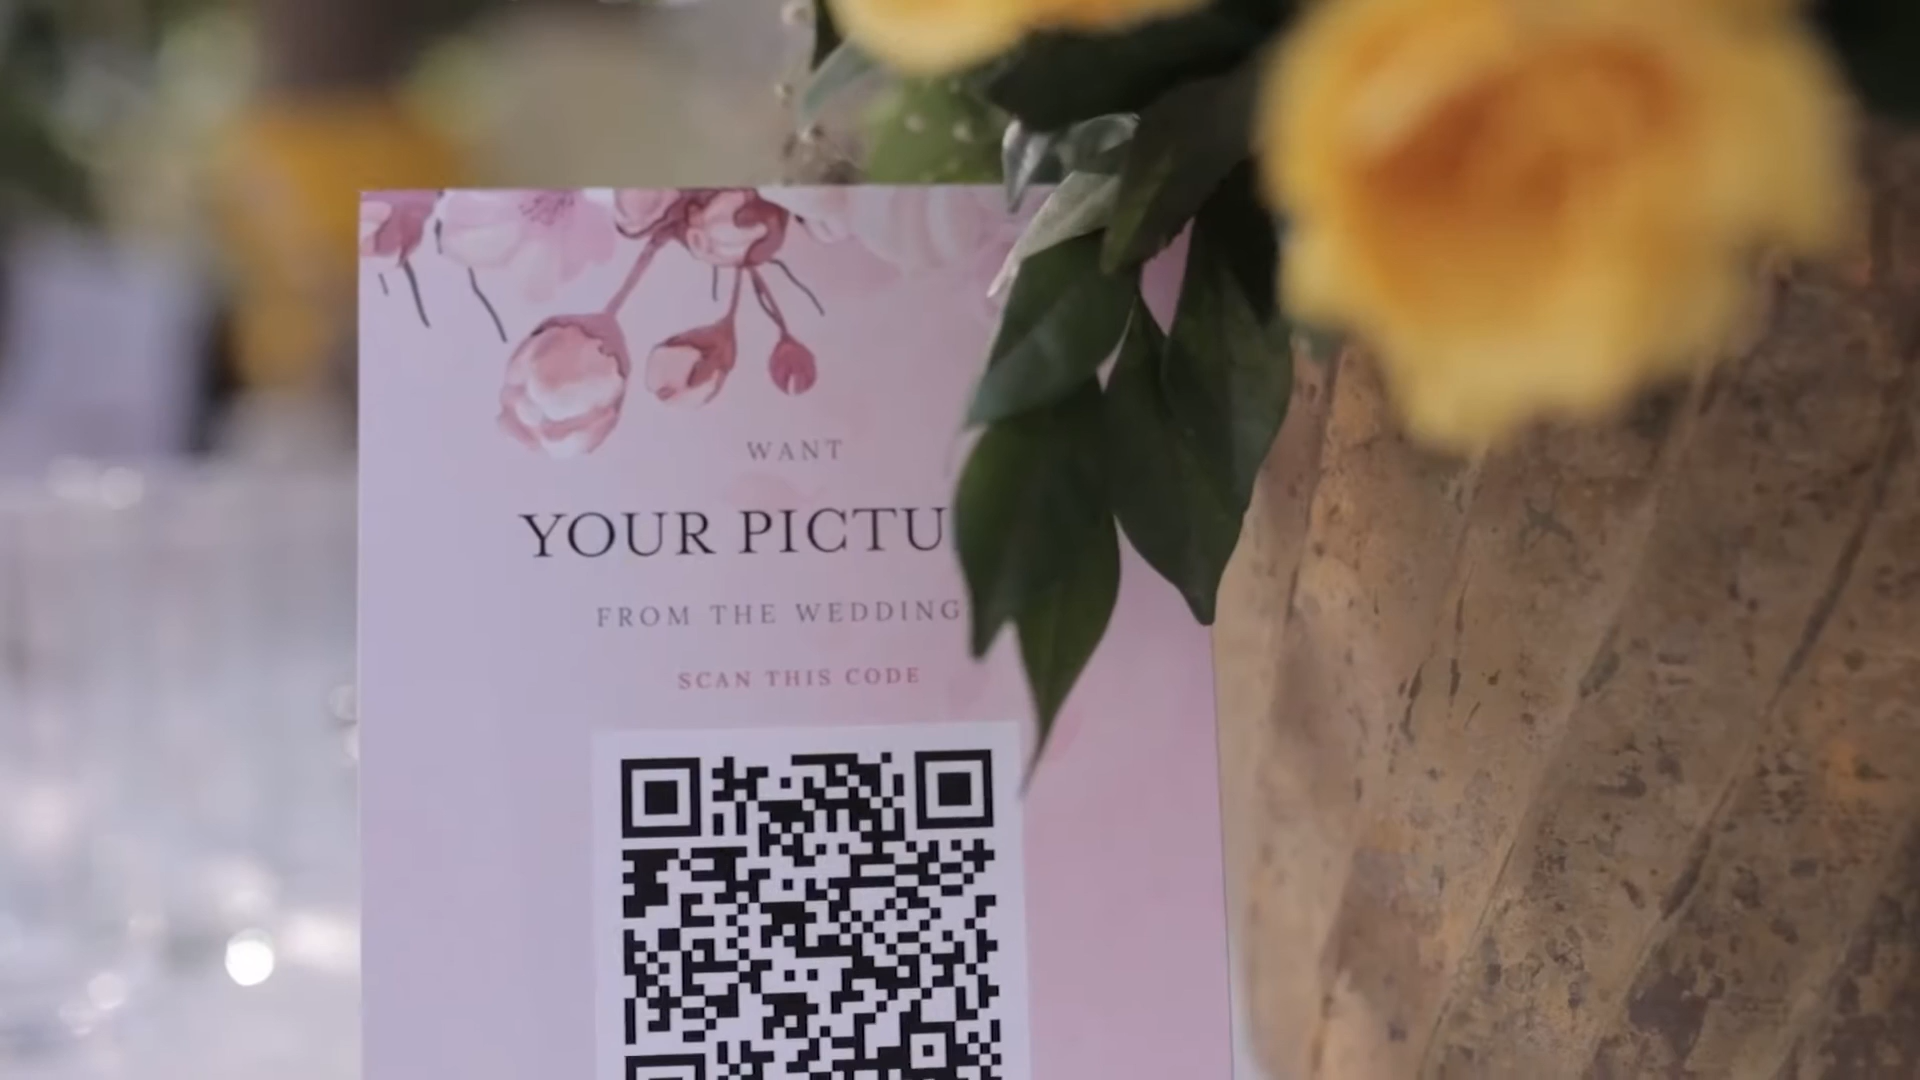 WANT
YOUR PICTU
FROM THE WEDDING
SCAN THIS CODE